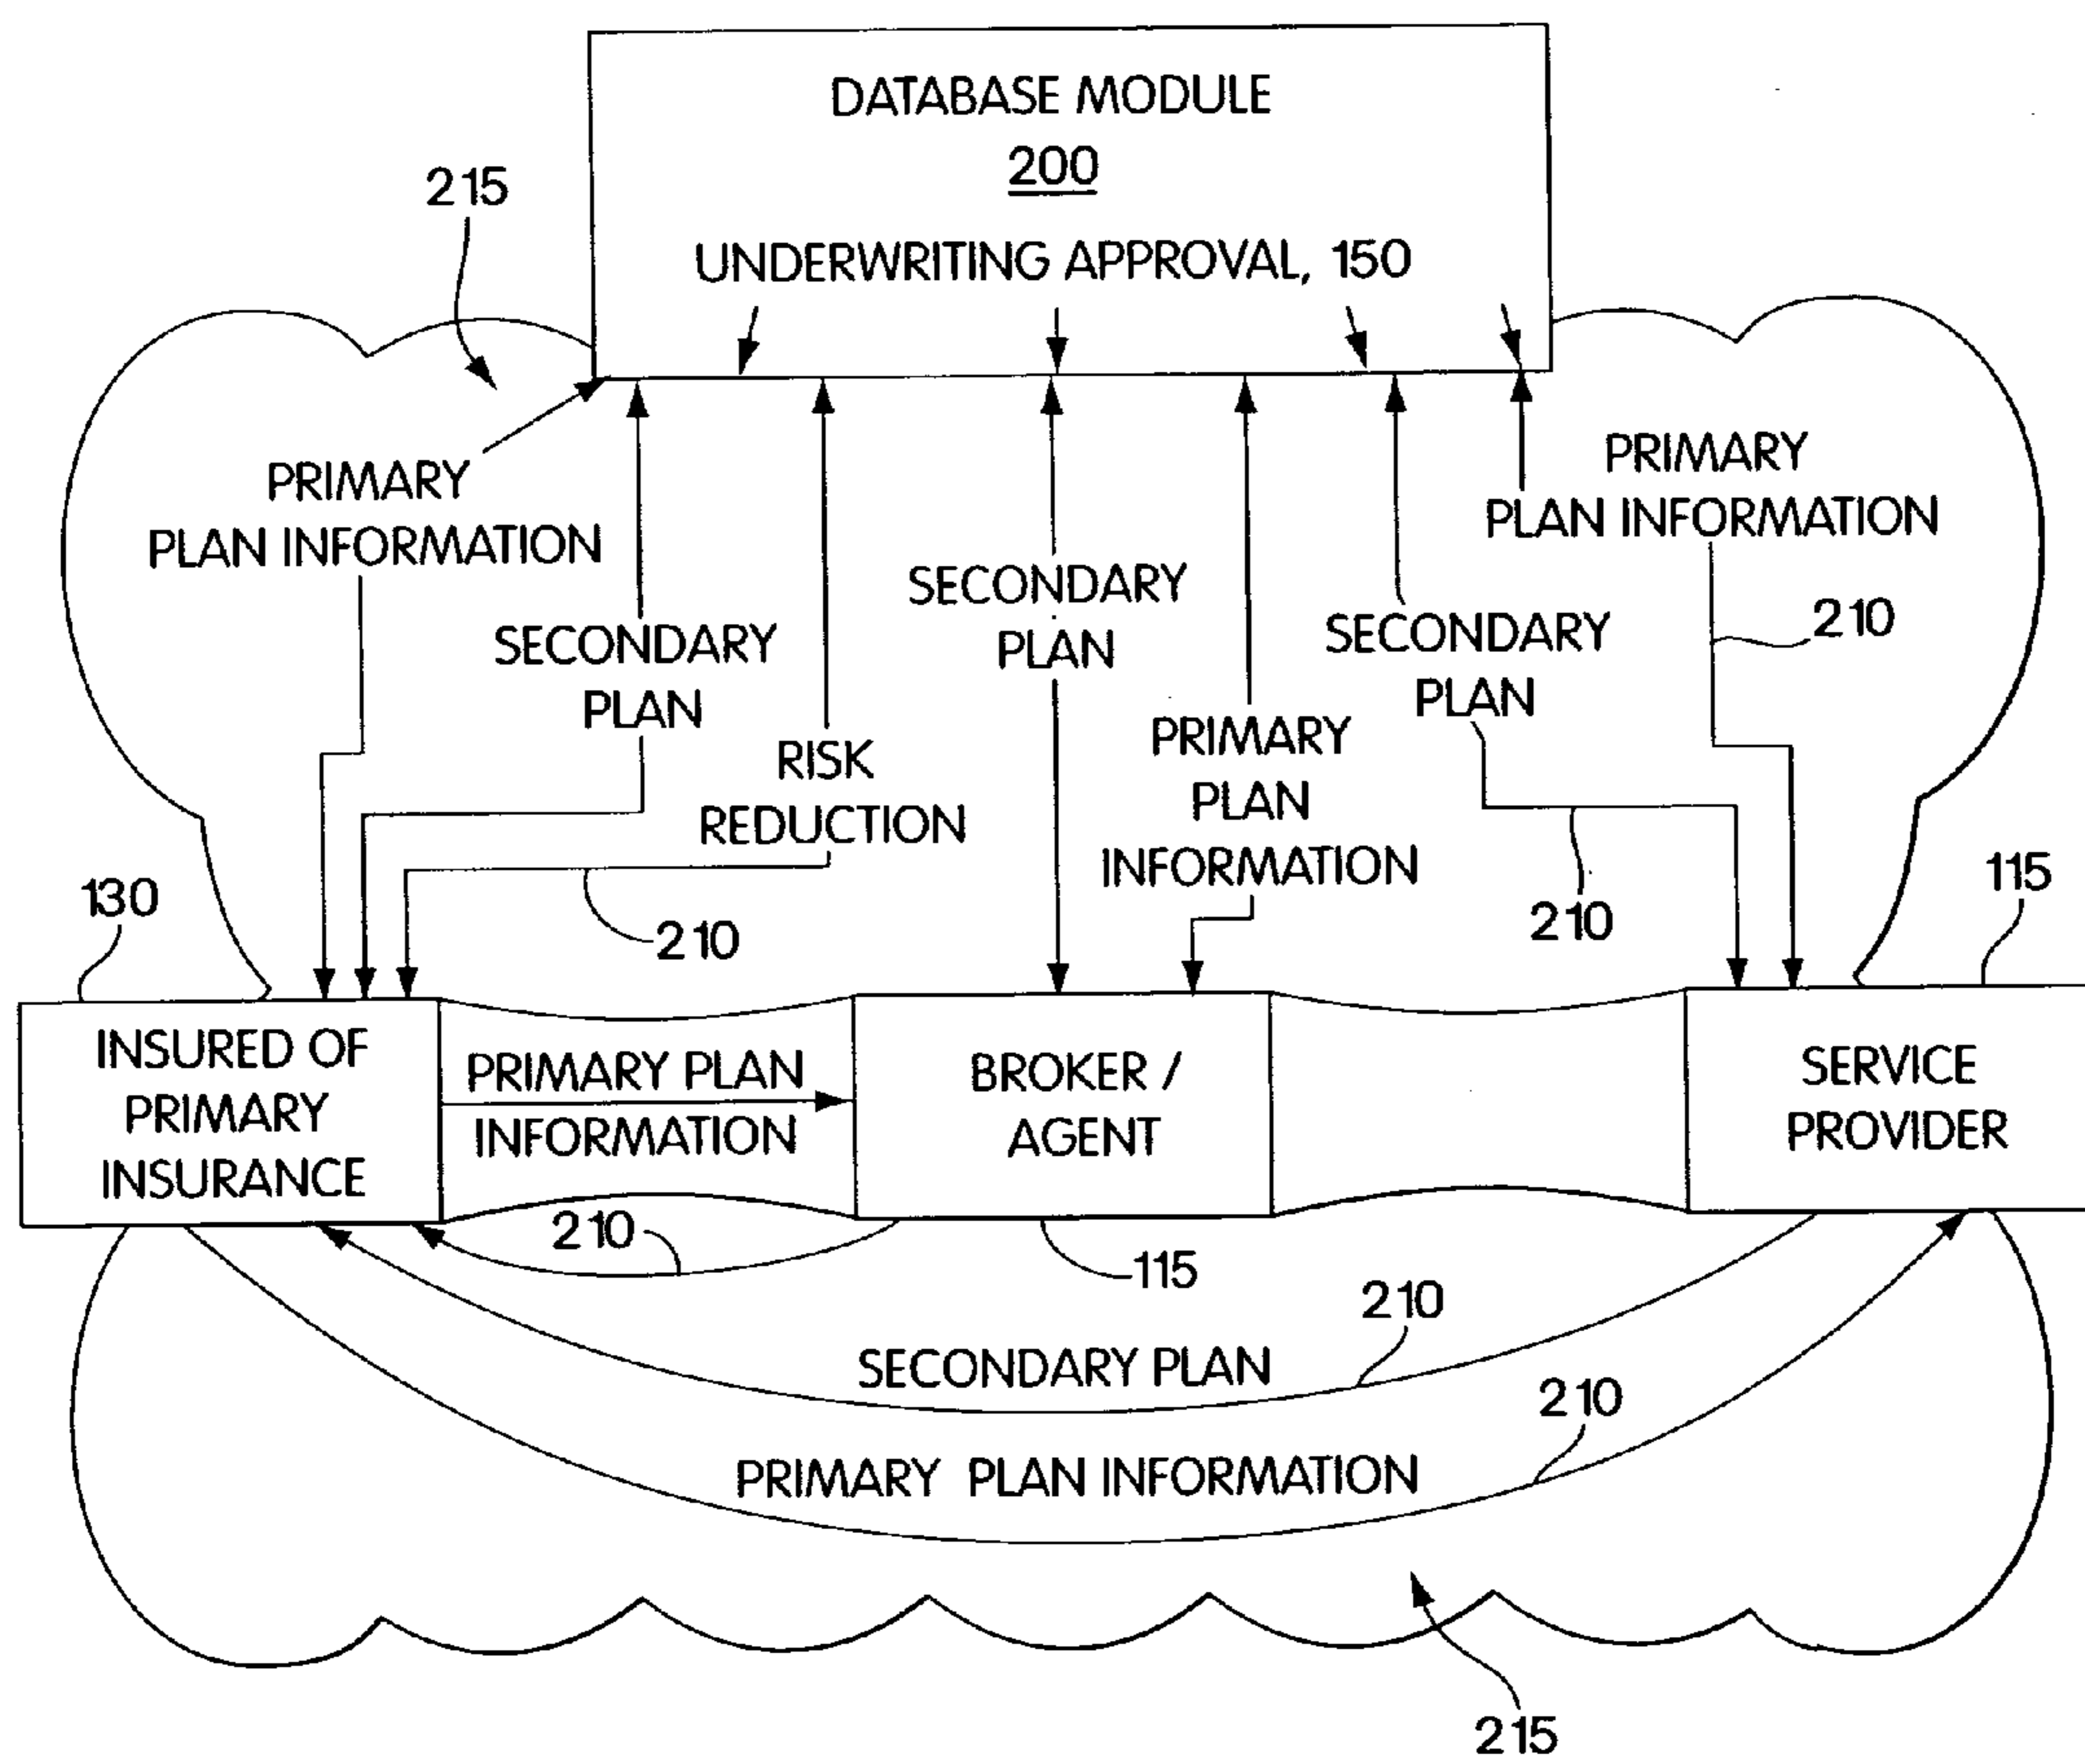 DATABASE MODULE
200
215
UNDERWRITING APPROVAL, 150
PRIMARY
PLAN INFORMATION
PRIMARY
PLAN INFORMATION
SECONDARY
PLAN
SECONDARY
PLAN
SECONDARY
PLAN
210
RISK
REDUCTION
PRIMARY
PLAN
INFORMATION
130
210
210
115
INSURED OF
PRIMARY
INSURANCE
PRIMARY PLAN
INFORMATION
BROKER /
AGENT
SERVICE
PROVIDER
210
115
210
SECONDARY PLAN
210
PRIMARY PLAN INFORMATION
215